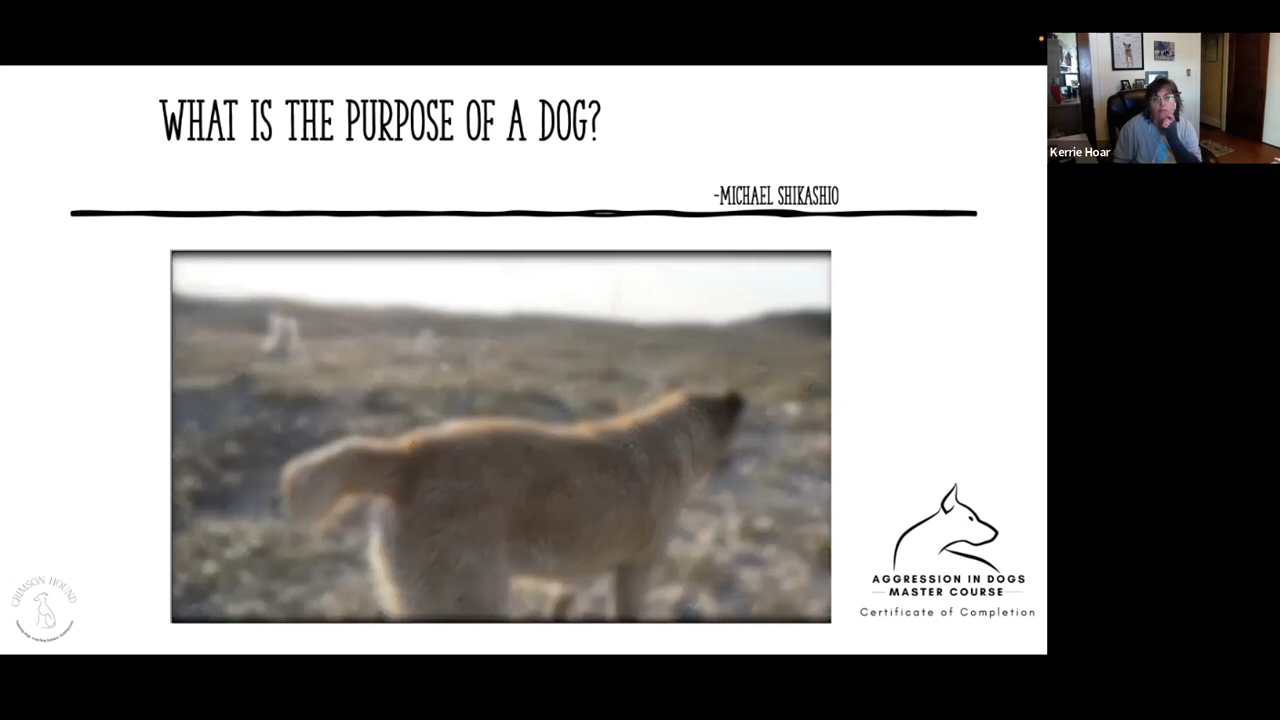 WHAT IS THE PURPOSE OF A DOG?
~MICHAEL SHIKASHIO
Kerrie Hoar
CRIMSON HOUND
AGGRESSION IN DOGS
MASTER COURSE
Certificate of Completion